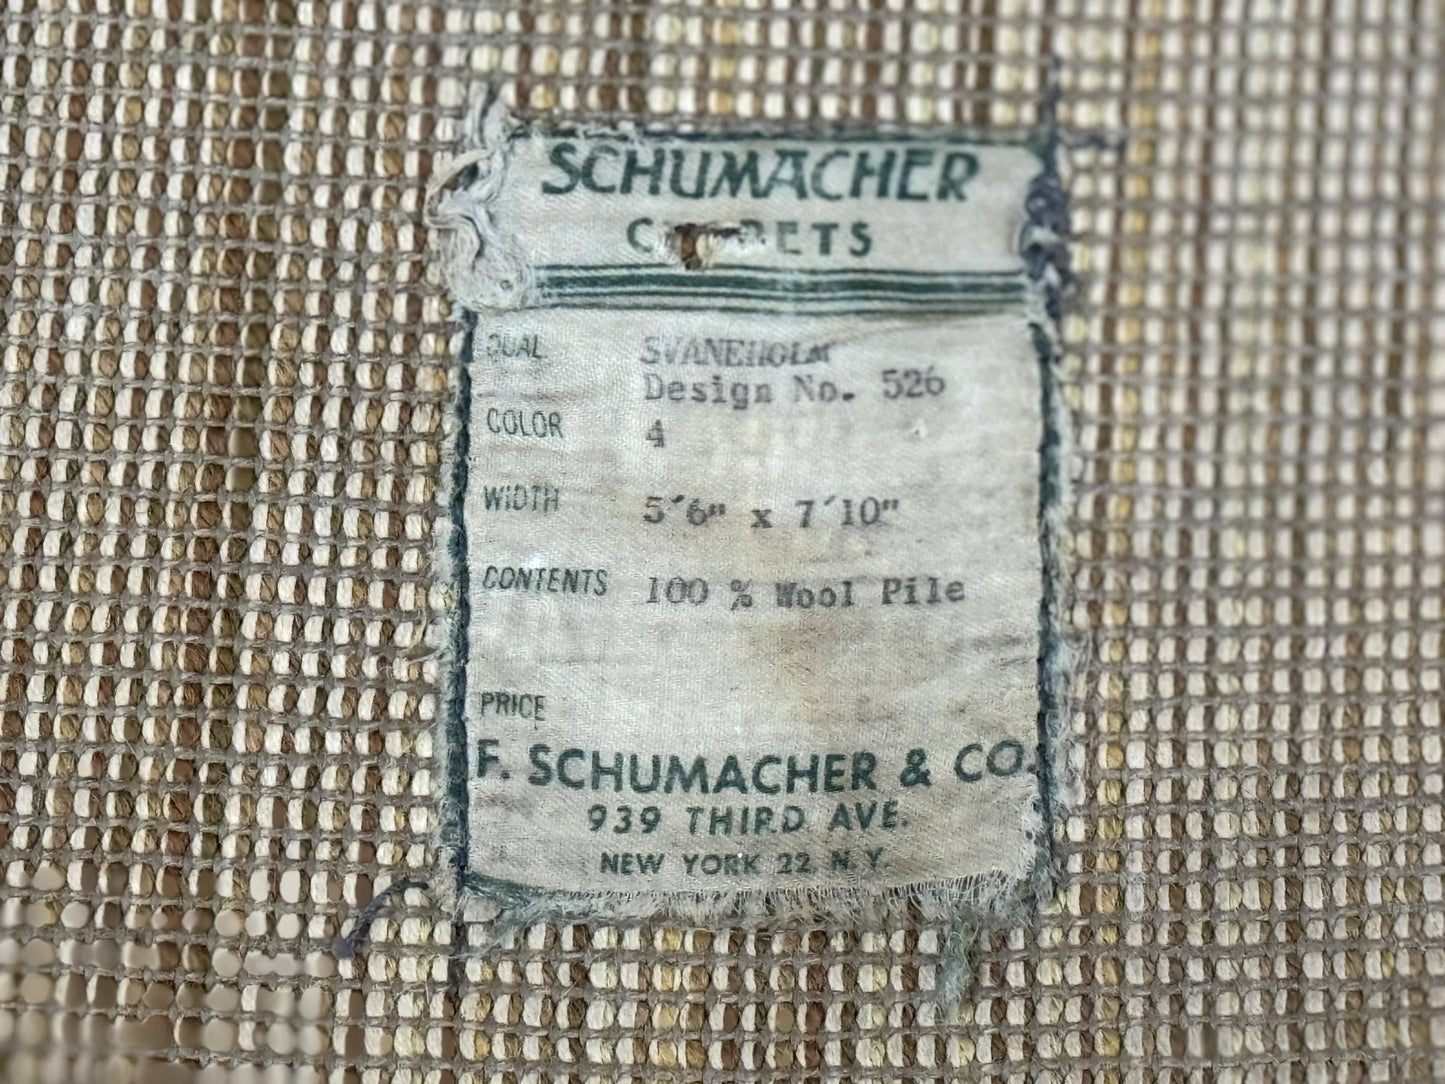 SCHUMACHER
QUAL SVANEHOLM
Design No. 526
COLOR 4
WIDTH 5'6" x 7'10"
CONTENTS 100 % Wool Pile
PRICE
F. SCHUMACHER & CO.
939 THIRD AVE.
NEW YORK 22 N.Y.